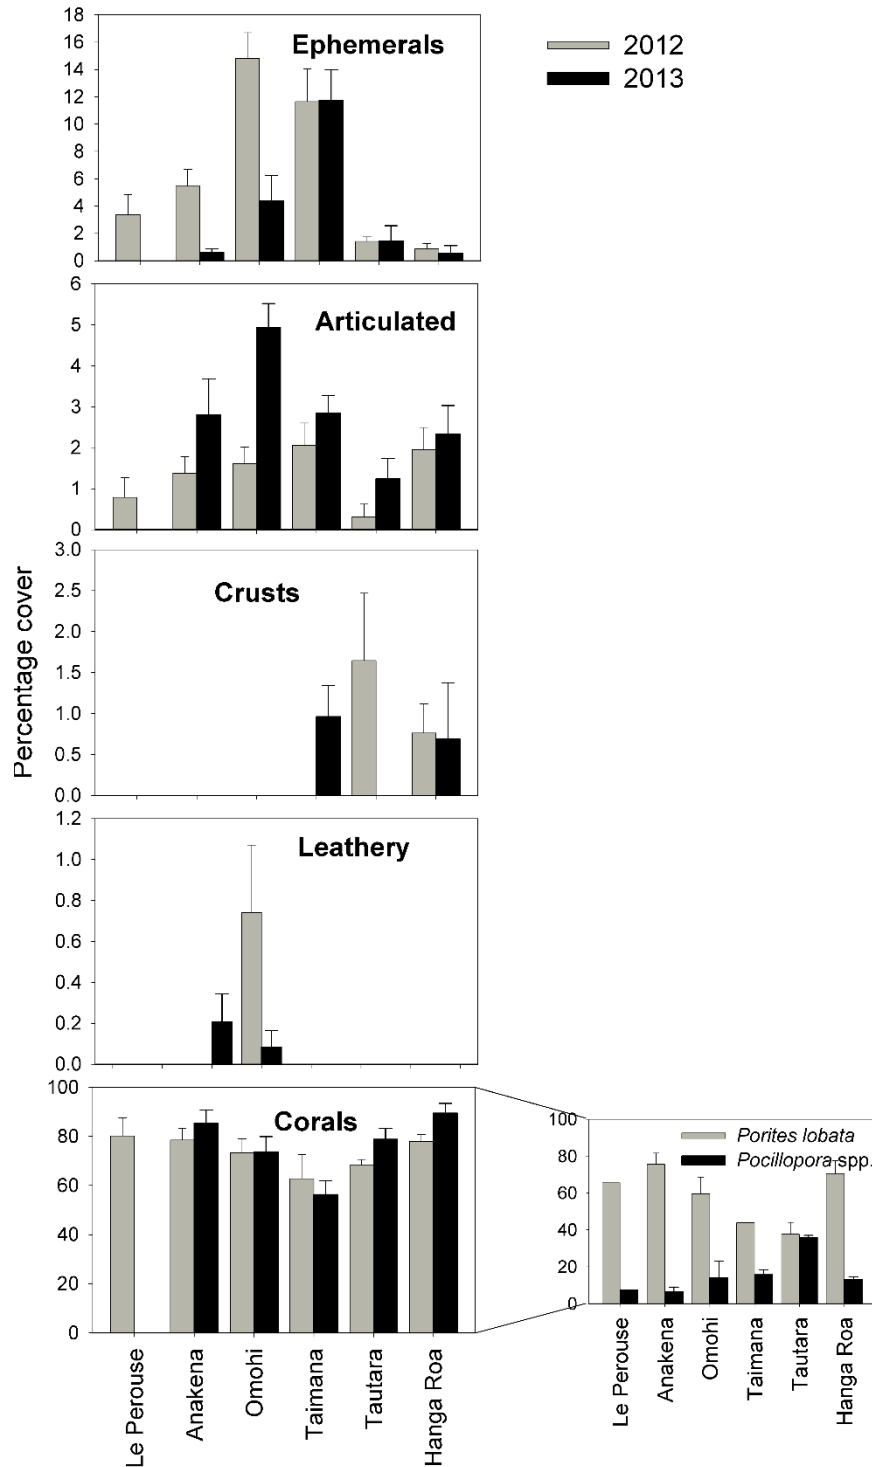 Ephemerals
2012
2013
18
16
14
12
10
8
6
4
2
0
Articulated
6
5
4
3
2
1
0
Percentage cover
Crusts
3.0
2.5
2.0
1.5
1.0
0.5
0.0
Leathery
1.2
1.0
0.8
0.6
0.4
0.2
0.0
Corals
100
80
60
40
20
0
Le Perouse
Anakena
Omohi
Taimana
Tautara
Hanga Roa
Porites lobata
Pocillopora spp.
100
80
60
40
20
0
Le Perouse
Anakena
Omohi
Taimana
Tautara
Hanga Roa